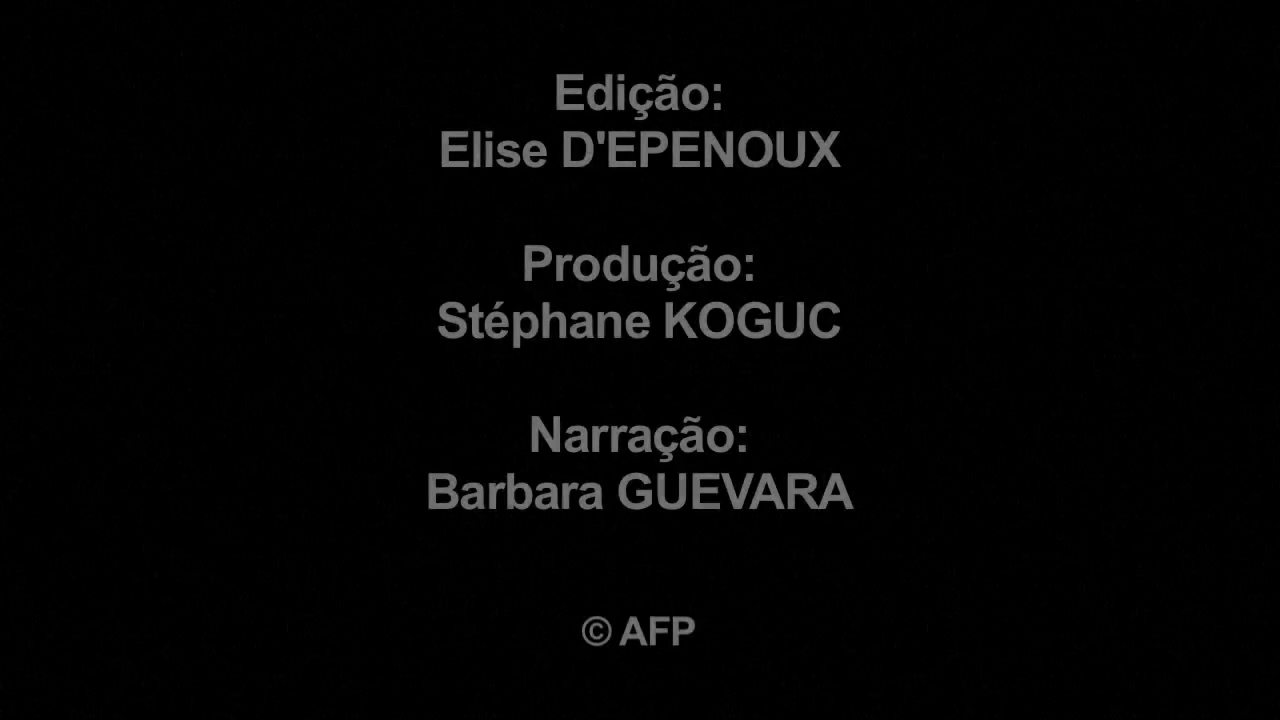 Edição:
Elise D'EPENOUX
Produção:
Stéphane KOGUC
Narração:
Barbara GUEVARA
© AFP